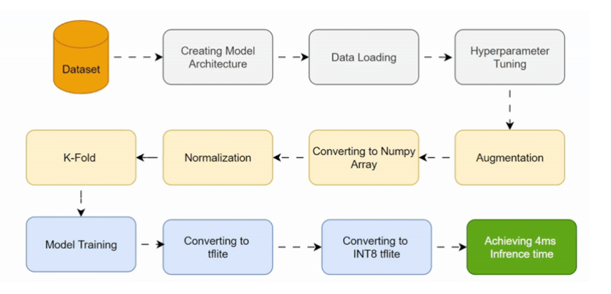 Dataset
Creating Model
Architecture
Data Loading
Hyperparameter
Tuning
Augmentation
Converting to Numpy
Array
Normalization
K-Fold
Model Training
Converting to
tflite
Converting to
INT8 tflite
Achieving 4ms
Infrence time